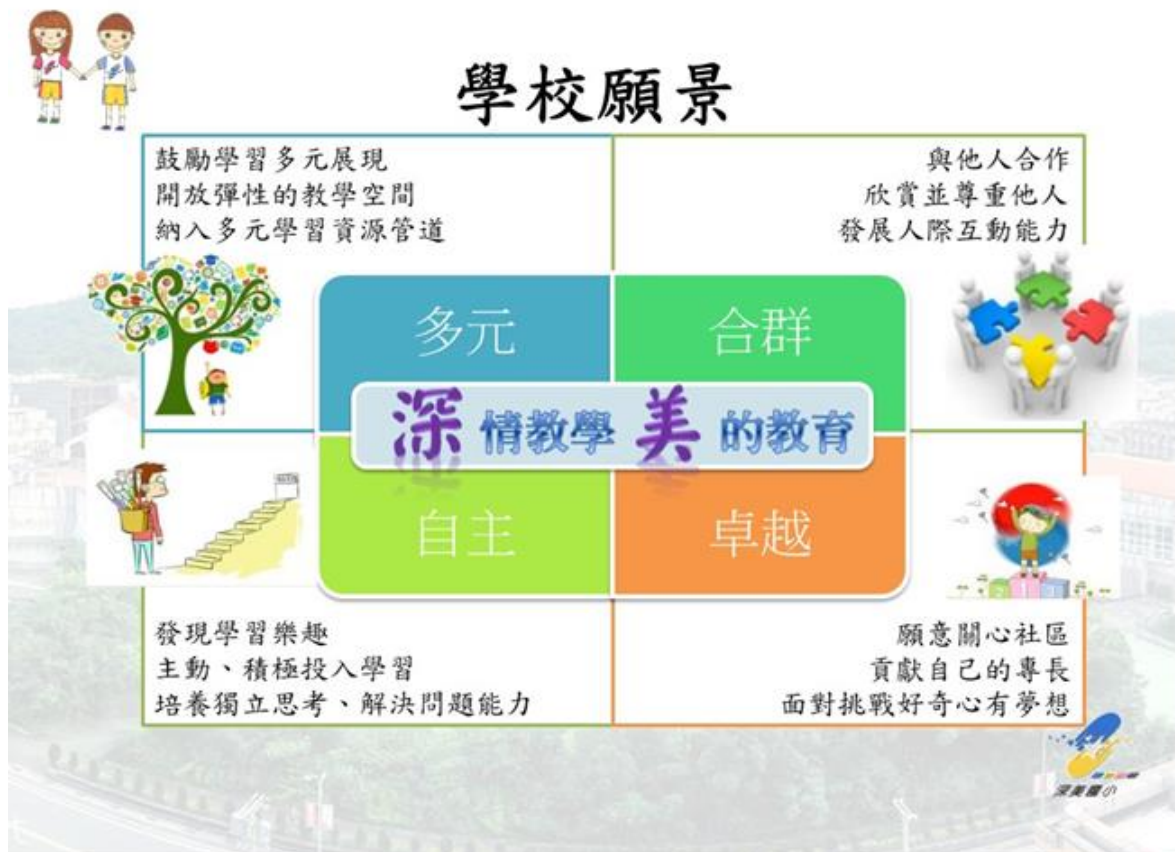 學校願景
鼓勵學習多元展現
開放彈性的教學空間
納入多元學習資源管道
與他人合作
欣賞並尊重他人
發展人際互動能力
多元
合群
深情教學美的教育
自主
卓越
發現學習樂趣
主動、積極投入學習
培養獨立思考、解決問題能力
願意關心社區
貢獻自己的專長
面對挑戰好奇心有夢想
深美國小